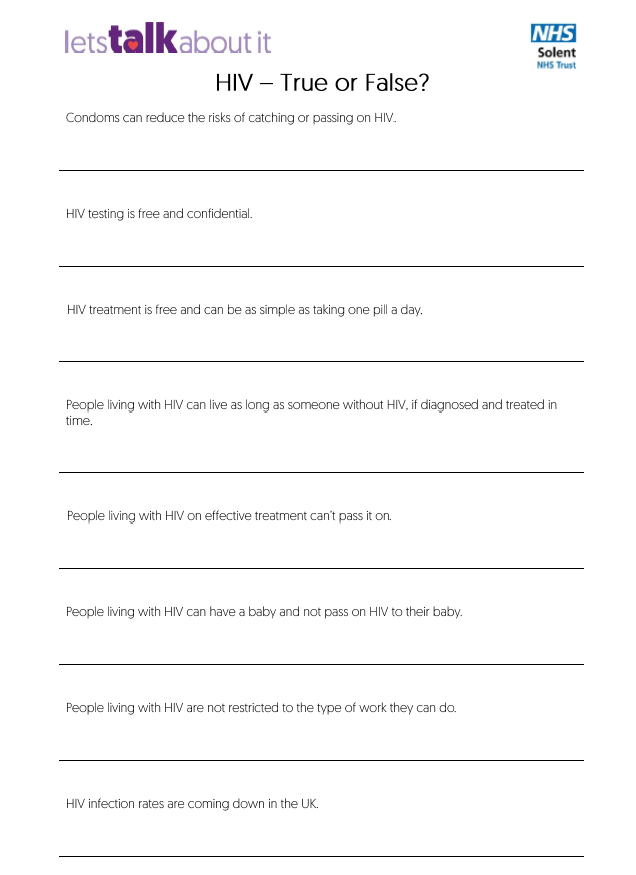 letstalkaboutit
NHS
Solent
NHS Trust
HIV – True or False?
Condoms can reduce the risks of catching or passing on HIV.
HIV testing is free and confidential.
HIV treatment is free and can be as simple as taking one pill a day.
People living with HIV can live as long as someone without HIV, if diagnosed and treated in
time.
People living with HIV on effective treatment can’t pass it on.
People living with HIV can have a baby and not pass on HIV to their baby.
People living with HIV are not restricted to the type of work they can do.
HIV infection rates are coming down in the UK.